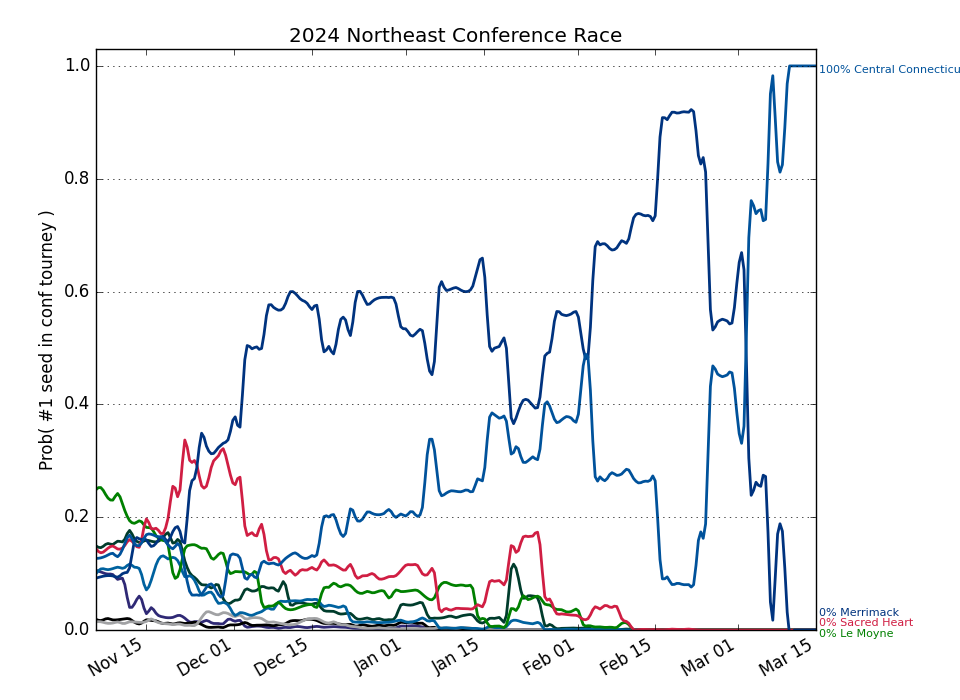 2024 Northeast Conference Race
Prob( #1 seed in conf tourney )
1.0
0.8
0.6
0.4
0.2
0.0
Nov 15
Dec 01
Dec 15
Jan 01
Jan 15
Feb 01
Feb 15
Mar 01
Mar 15
100% Central Connecticu
0% Merrimack
0% Sacred Heart
0% Le Moyne